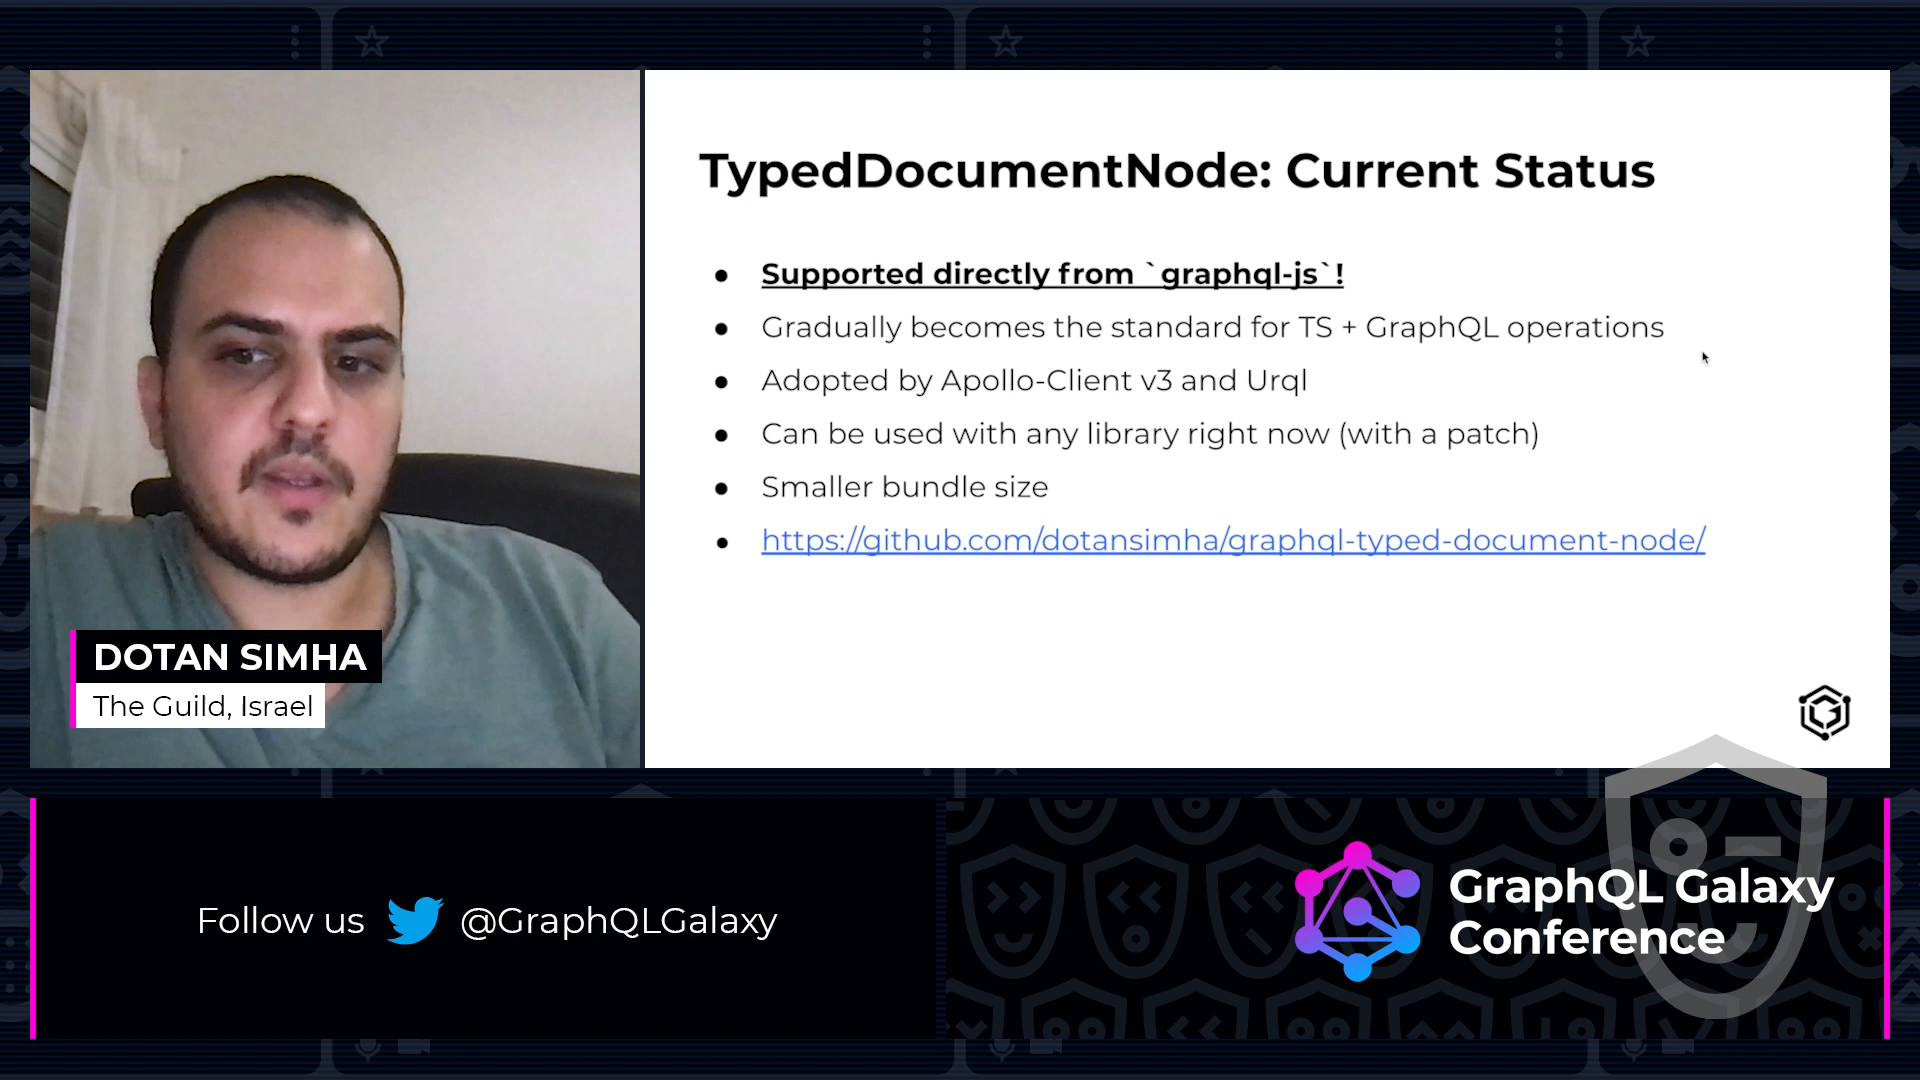 TypedDocumentNode: Current Status
Supported directly from `graphql-js`!
Gradually becomes the standard for TS + GraphQL operations
Adopted by Apollo-Client v3 and Urql
Can be used with any library right now (with a patch)
Smaller bundle size
https://github.com/dotansimha/graphql-typed-document-node/
DOTAN SIMHA
The Guild, Israel
Follow us @GraphQLGalaxy
GraphQL Galaxy
Conference